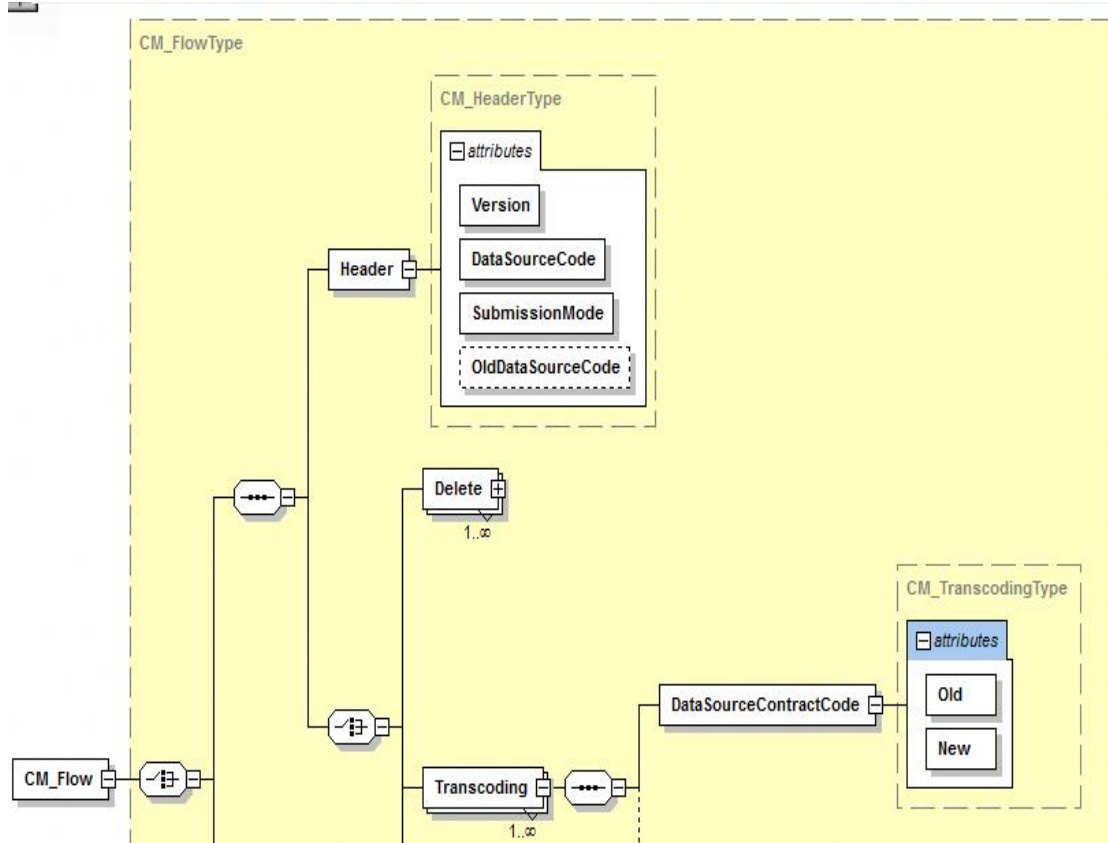 CM_FlowType
CM_HeaderType
attributes
Version
DataSourceCode
Header
SubmissionMode
OldDataSourceCode
Delete
1..∞
CM_TranscodingType
attributes
DataSourceContractCode
Old
New
CM_Flow
Transcoding
1..∞